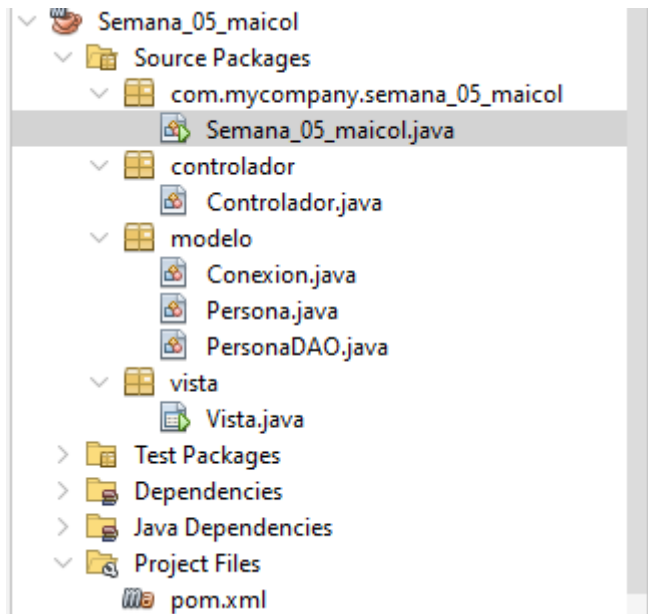 Semana_05_maicol
Source Packages
com.mycompany.semana_05_maicol
Semana_05_maicol.java
controlador
Controlador.java
modelo
Conexion.java
Persona.java
PersonaDAO.java
vista
Vista.java
Test Packages
Dependencies
Java Dependencies
Project Files
pom.xml